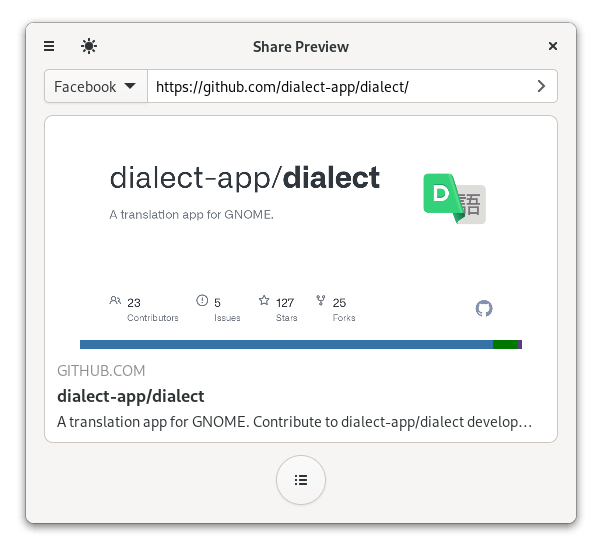 Share Preview
Facebook
https://github.com/dialect-app/dialect/
dialect-app/dialect
A translation app for GNOME.
D 語
23 5 127 25
Contributors Issues Stars Forks
GITHUB.COM
dialect-app/dialect
A translation app for GNOME. Contribute to dialect-app/dialect develop…